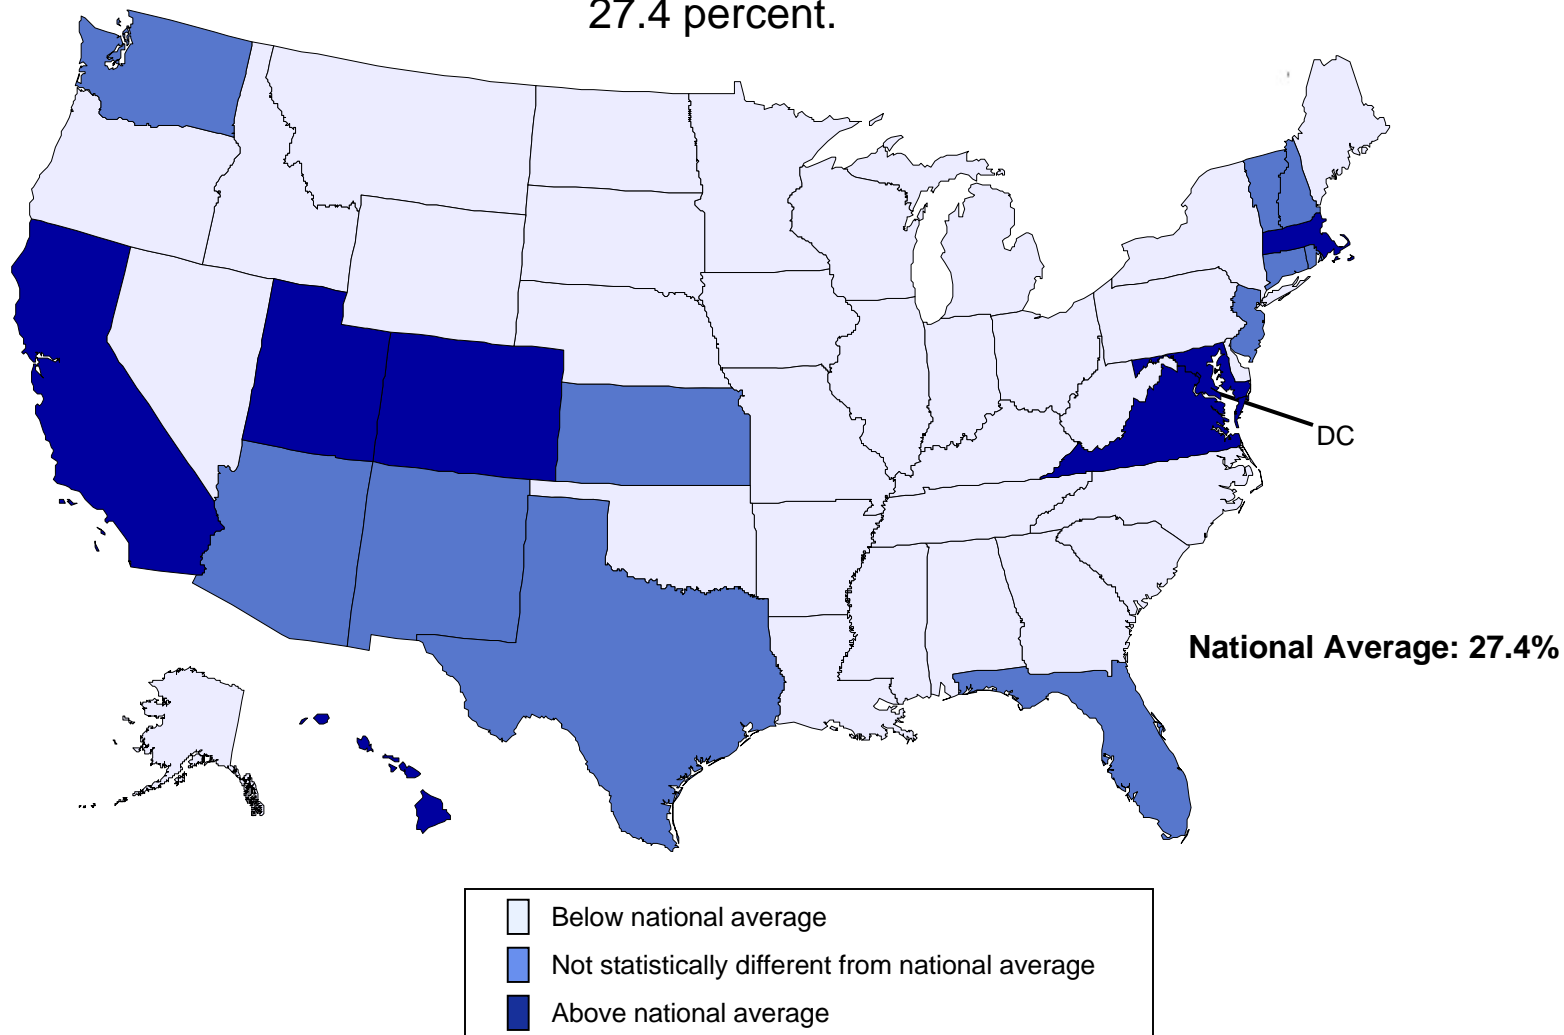 27.4 percent.
DC
National Average: 27.4%
Below national average
Not statistically different from national average
Above national average